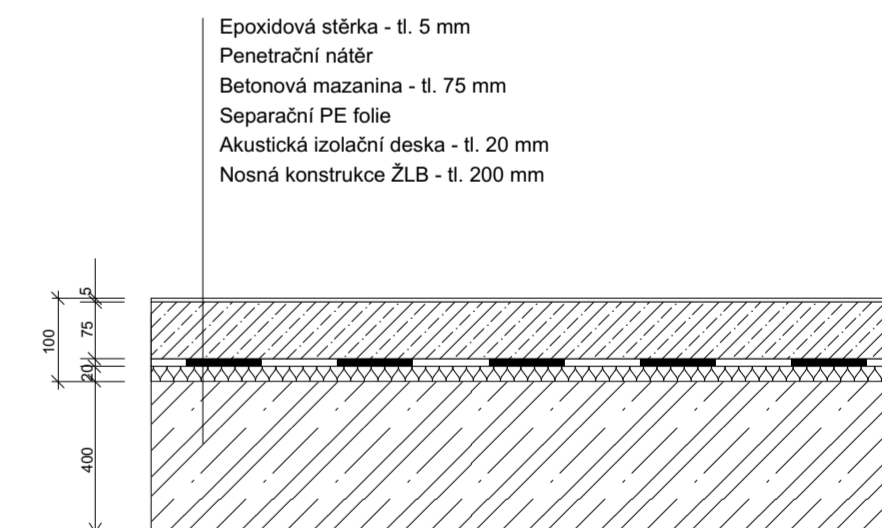 Epoxidová stěrka - tl. 5 mm
Penetrační nátěr
Betonová mazanina - tl. 75 mm
Separační PE folie
Akustická izolační deska - tl. 20 mm
Nosná konstrukce ŽLB - tl. 200 mm
5
75
100
20
400